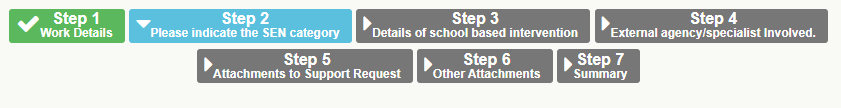 Step 1
Work Details
Step 2
Please indicate the SEN category
Step 3
Details of school based intervention
Step 4
External agency/specialist Involved.
Step 5
Attachments to Support Request
Step 6
Other Attachments
Step 7
Summary